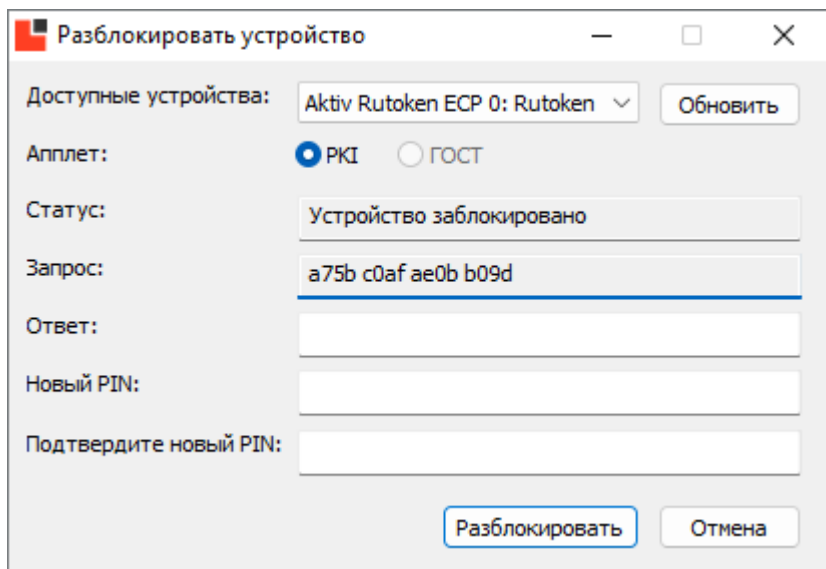 Разблокировать устройство
Доступные устройства: Aktiv Rutoken ECP 0: Rutoken Обновить
Апплет: PKI ГОСТ
Статус: Устройство заблокировано
Запрос: a75b c0af ae0b b09d
Ответ:
Новый PIN:
Подтвердите новый PIN:
Разблокировать Отмена